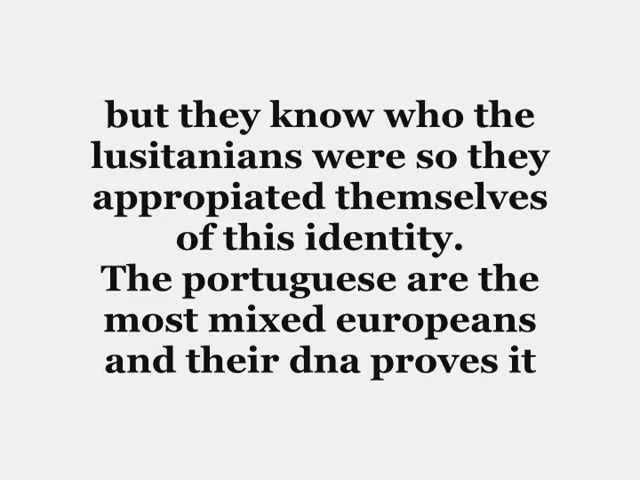 but they know who the
lusitanians were so they
appropiated themselves
of this identity.
The portuguese are the
most mixed europeans
and their dna proves it